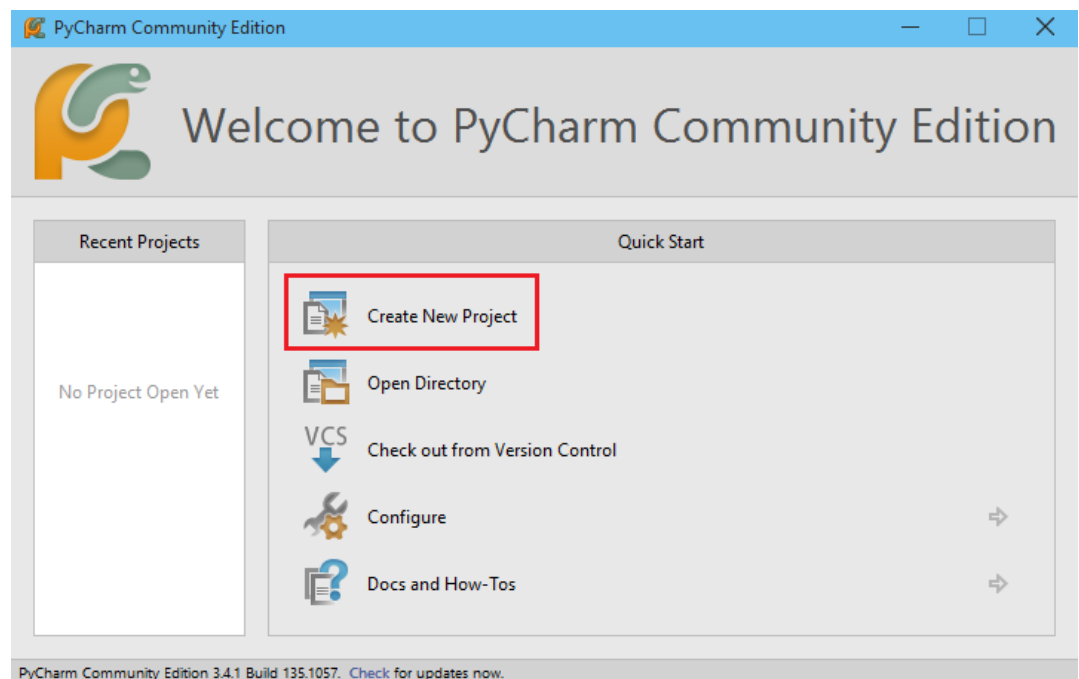 PyCharm Community Edition
Welcome to PyCharm Community Edition
Recent Projects
No Project Open Yet
Quick Start
Create New Project
Open Directory
VCS
Check out from Version Control
Configure
Docs and How-Tos
PyCharm Community Edition 3.4.1 Build 135.1057. Check for updates now.